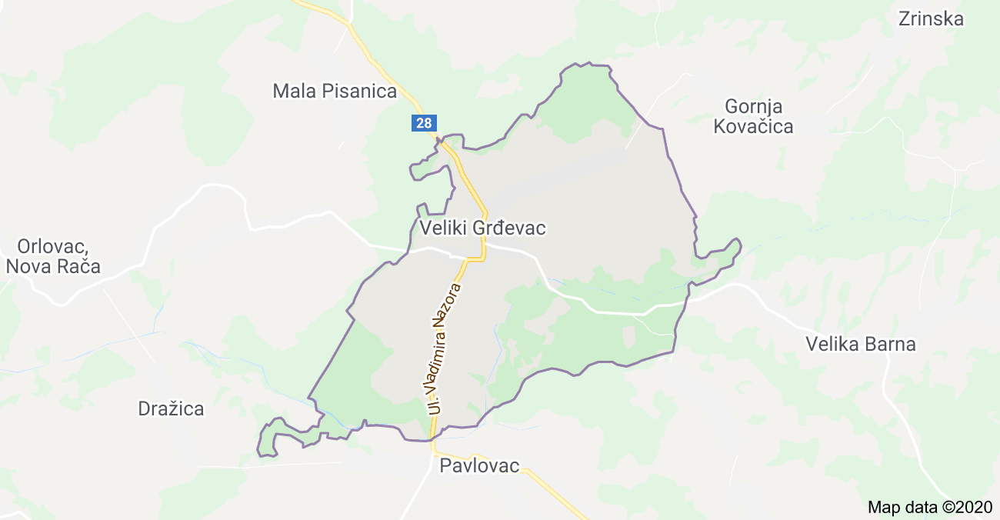 Zrinska
Mala Pisanica
Gornja
Kovačica
28
Veliki Grđevac
Orlovac,
Nova Rača
Ul. Vladimira Nazora
Velika Barna
Dražica
Pavlovac
Map data ©2020